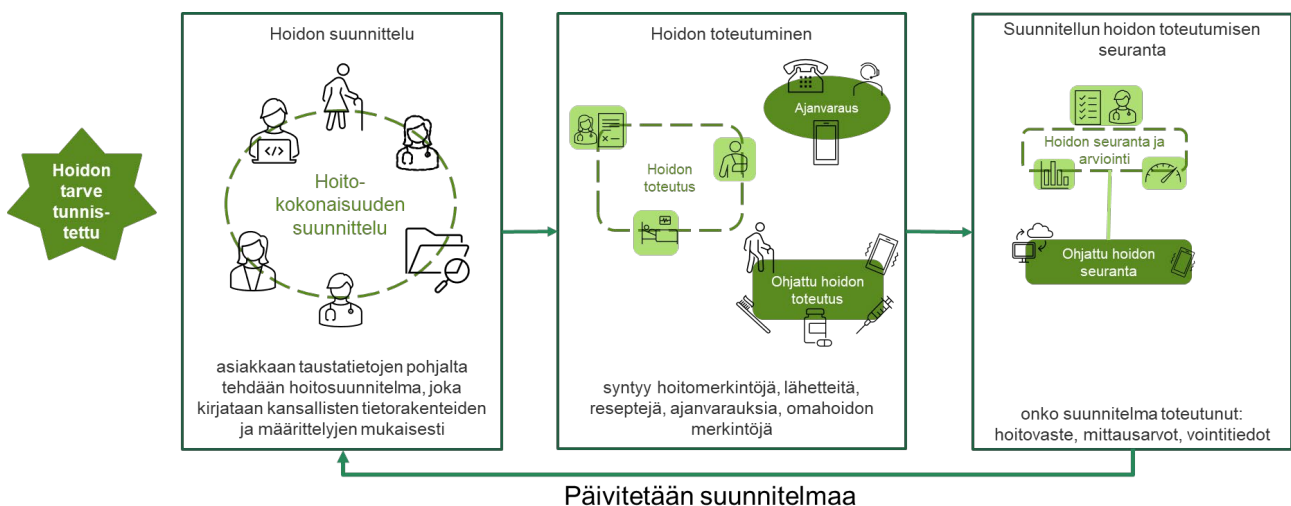 Hoidon
tarve
tunnis-
tettu
Hoidon suunnittelu
</>
Hoito-
kokonaisuuden
suunnittelu
asiakkaan taustatietojen pohjalta
tehdään hoitosuunnitelma, joka
kirjataan kansallisten tietorakenteiden
ja määrittelyjen mukaisesti
Hoidon toteutuminen
Ajanvaraus
Hoidon
toteutus
Ohjattu hoidon
toteutus
syntyy hoitomerkintöjä, lähetteitä,
reseptejä, ajanvarauksia, omahoidon
merkintöjä
Suunnitellun hoidon toteutumisen
seuranta
Hoidon seuranta ja
arviointi
Ohjattu hoidon
seuranta
onko suunnitelma toteutunut:
hoitovaste, mittausarvot, vointitiedot
Päivitetään suunnitelmaa